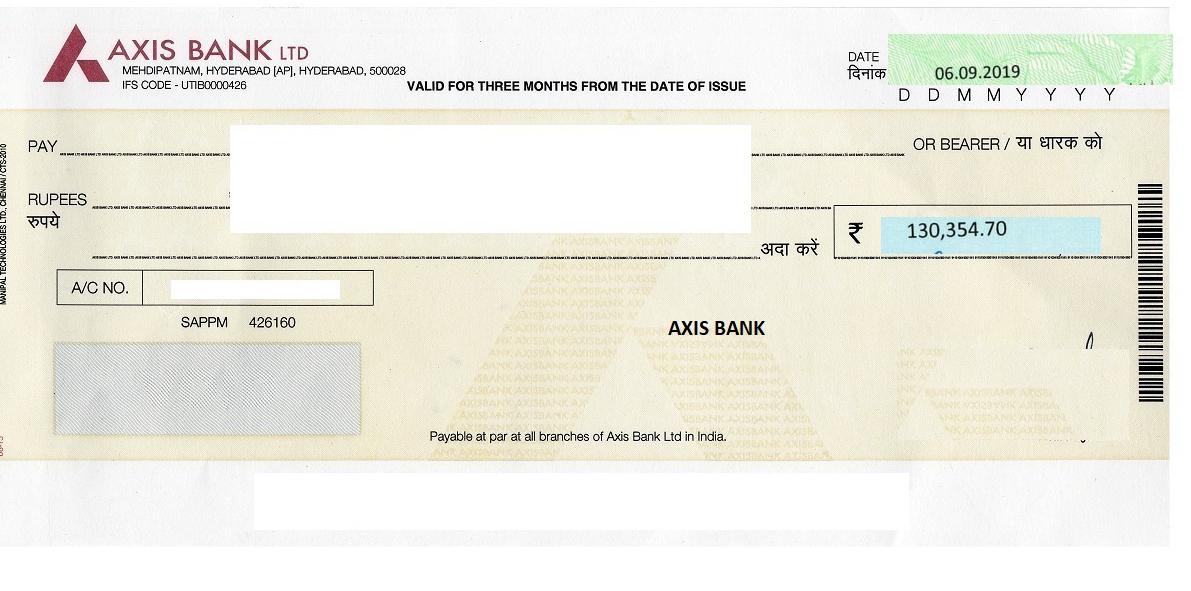 AXIS BANK LTD
MEHDIPATNAM, HYDERABAD [AP], HYDERABAD, 500028
IFS CODE - UTIB0000426
VALID FOR THREE MONTHS FROM THE DATE OF ISSUE
DATE
दिनांक
06.09.2019
D D M M Y Y Y Y
PAY
OR BEARER / या धारक को
RUPEES
रुपये
अदा करें
₹ 130,354.70
A/C NO.
SAPPM 426160
AXIS BANK
Payable at par at all branches of Axis Bank Ltd in India.
MANIPAL TECHNOLOGIES LTD., CHENNAI / CTS-2010